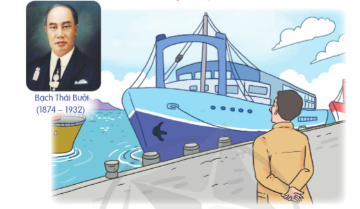 Bạch Thái Bưởi
(1874 – 1932)